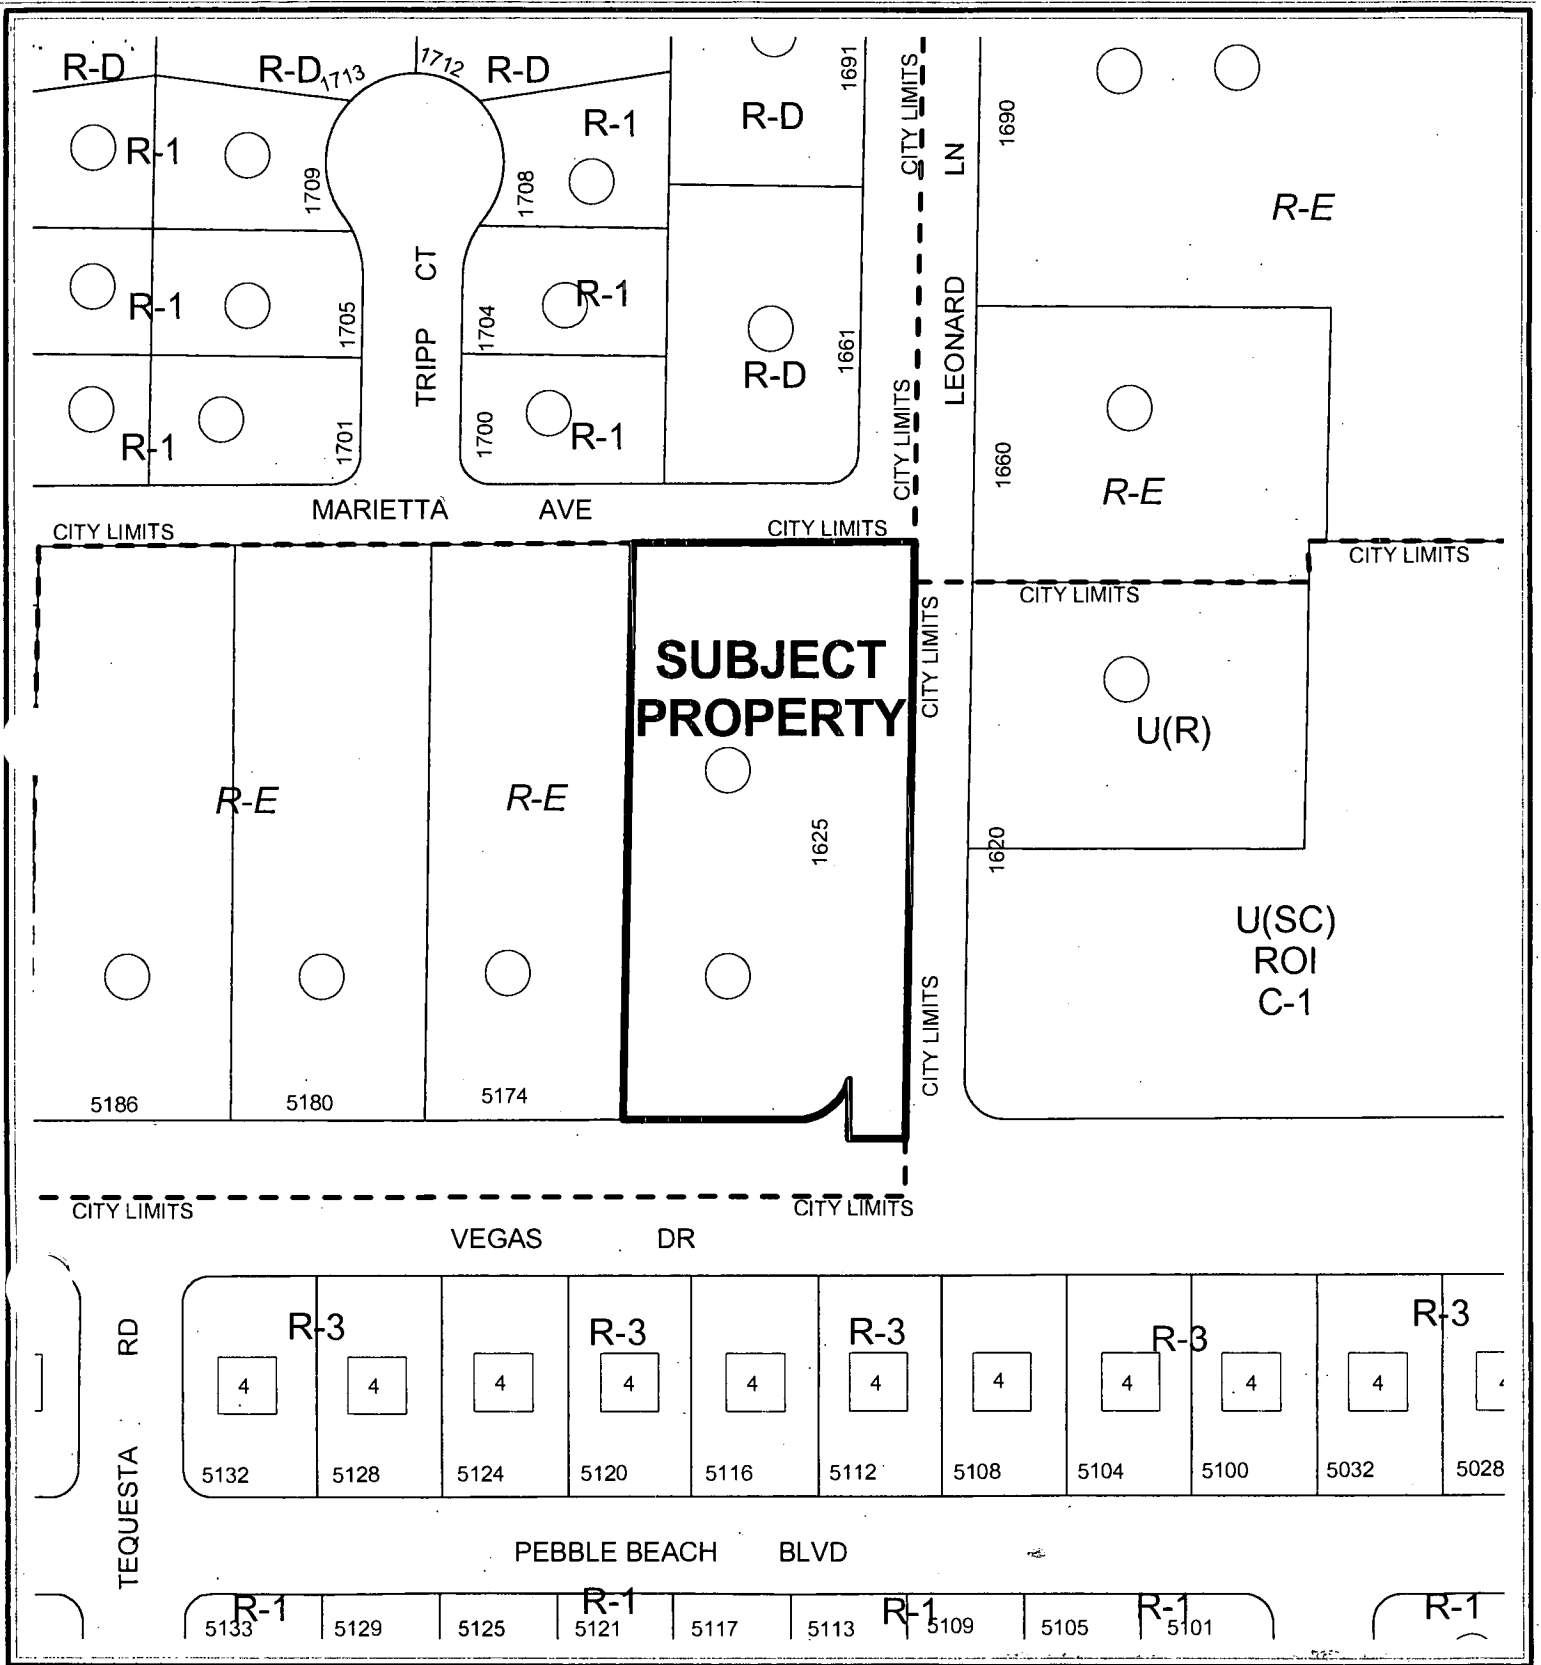 R-D
R-D
1713
1712
R-D
1691
R-D
CITY LIMITS
LN
1690
R-1
R-1
1709
1708
R-E
R-1
1705
TRIPP CT
1704
R-1
R-D
1661
LEONARD
CITY LIMITS
1660
R-E
R-1
1701
1700
R-1
MARIETTA AVE
CITY LIMITS
CITY LIMITS
CITY LIMITS
CITY LIMITS
CITY LIMITS
SUBJECT
PROPERTY
U(R)
R-E
R-E
1625
1620
U(SC)
ROI
C-1
CITY LIMITS
5186
5180
5174
CITY LIMITS
CITY LIMITS
VEGAS DR
TEQUESTA RD
R-3
R-3
R-3
R-3
R-3
4
4
4
4
4
4
4
4
4
4
5132
5128
5124
5120
5116
5112
5108
5104
5100
5032
5028
PEBBLE BEACH BLVD
R-1
R-1
R-1
R-1
R-1
5133
5129
5125
5121
5117
5113
5109
5105
5101